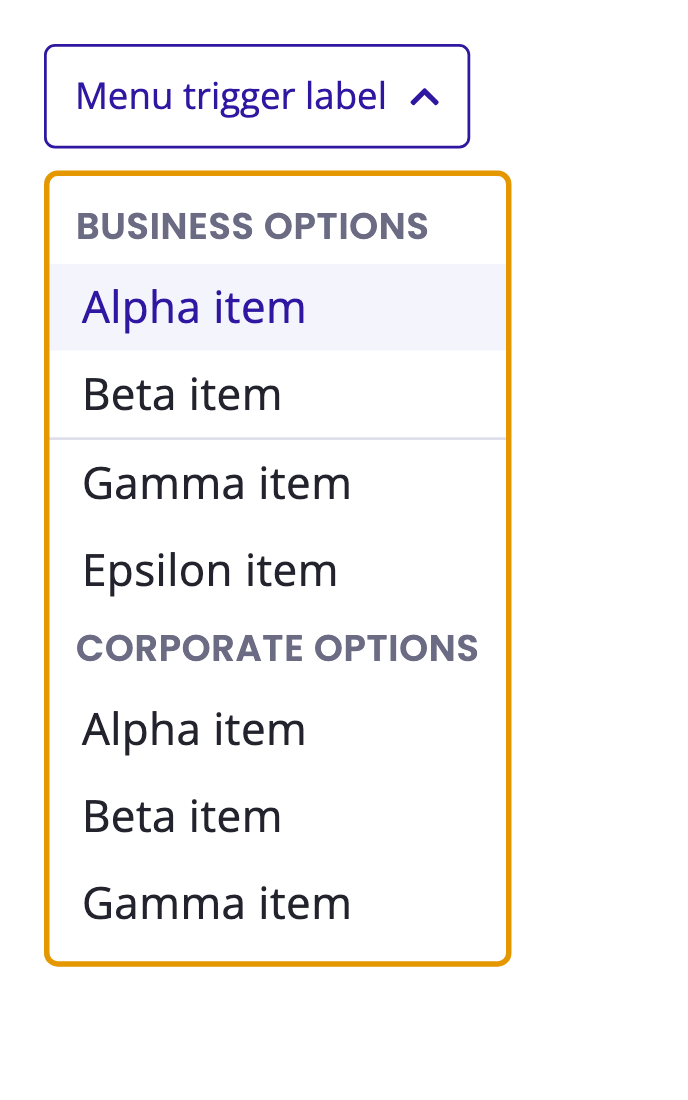 Menu trigger label
BUSINESS OPTIONS
Alpha item
Beta item
Gamma item
Epsilon item
CORPORATE OPTIONS
Alpha item
Beta item
Gamma item